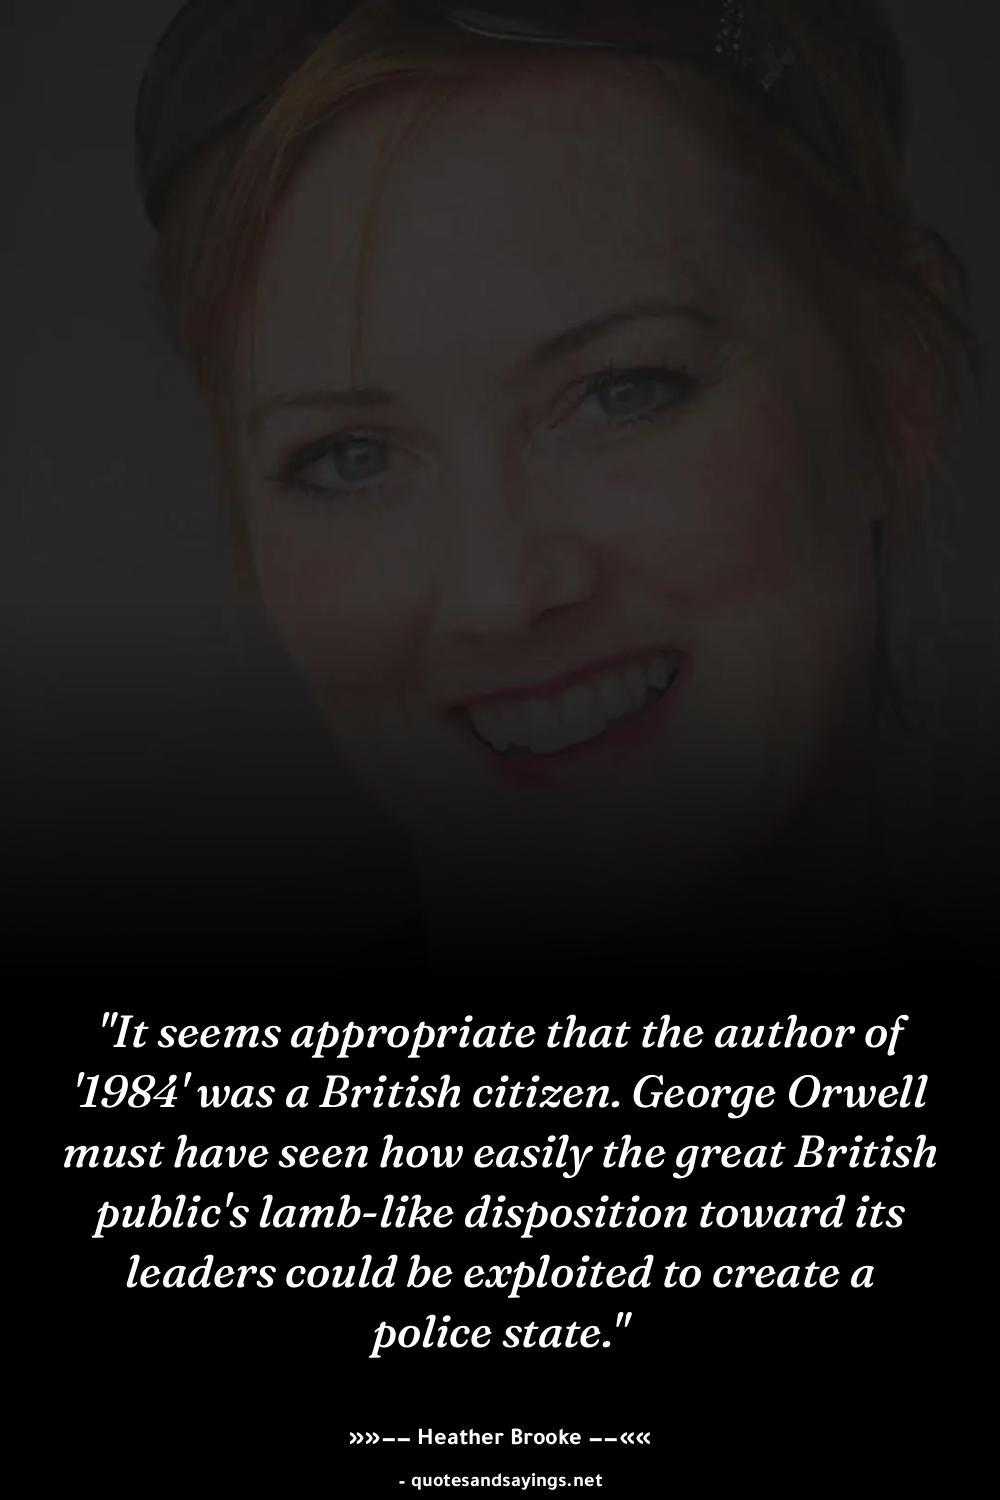 "It seems appropriate that the author of
'1984' was a British citizen. George Orwell
must have seen how easily the great British
public's lamb-like disposition toward its
leaders could be exploited to create a
police state."
»»–– Heather Brooke ––««
- quotesandsayings.net